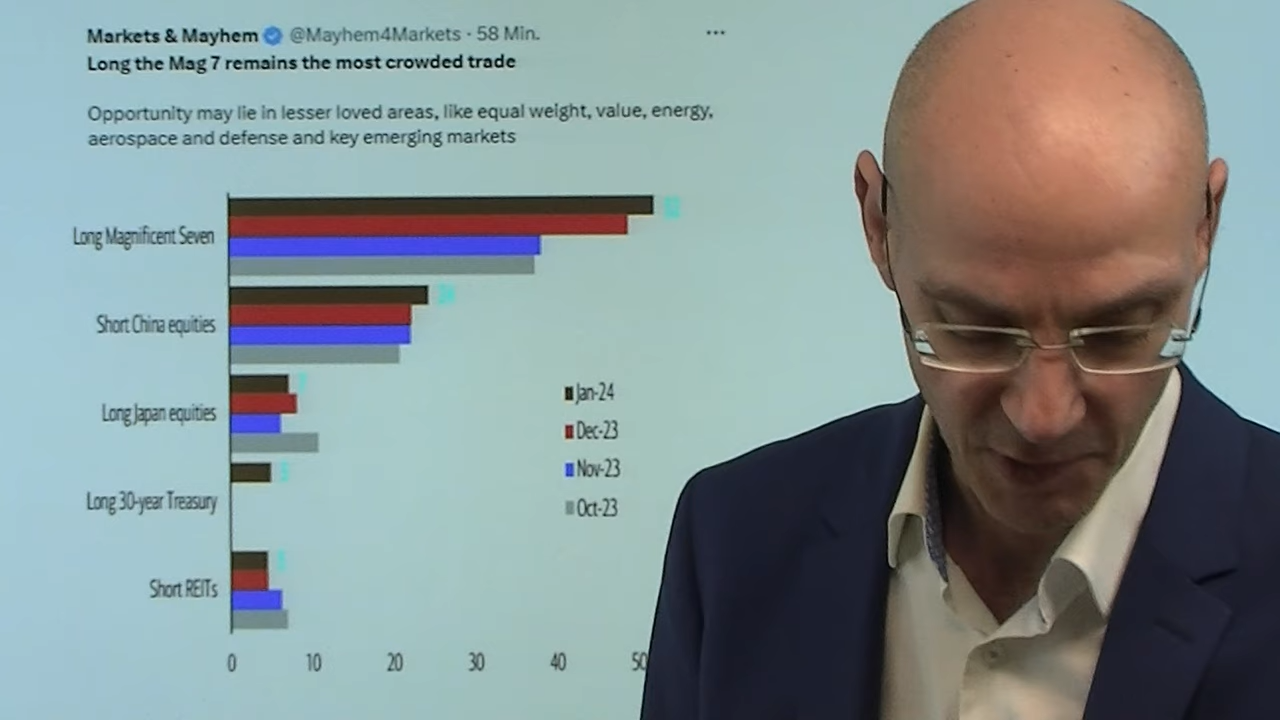 Markets & Mayhem @Mayhem4Markets · 58 Min. ...
Long the Mag 7 remains the most crowded trade
Opportunity may lie in lesser loved areas, like equal weight, value, energy,
aerospace and defense and key emerging markets
Long Magnificent Seven
Short China equities
24
Long Japan equities
Jan-24
Dec-23
Nov-23
Long 30-year Treasury
Oct-23
Short REITs
0 10 20 30 40 50